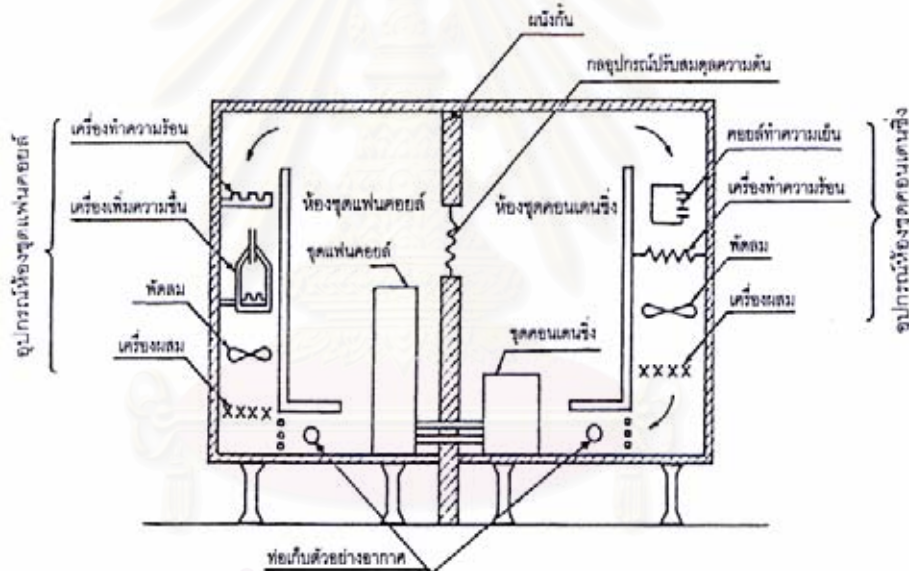 ผนังกั้น
กลอุปกรณ์ปรับสมดุลความดัน
เครื่องทำความร้อน
คอยล์ทำความเย็น
เครื่องทำความร้อน
เครื่องเพิ่มความชื้น
ห้องชุดแฟนคอยล์
ห้องชุดคอนเดนซิ่ง
ชุดแฟนคอยล์
พัดลม
พัดลม
เครื่องผสม
ชุดคอนเดนซิ่ง
เครื่องผสม
อุปกรณ์ห้องชุดแฟนคอยล์
อุปกรณ์ห้องชุดคอนเดนซิ่ง
ท่อเก็บตัวอย่างอากาศ